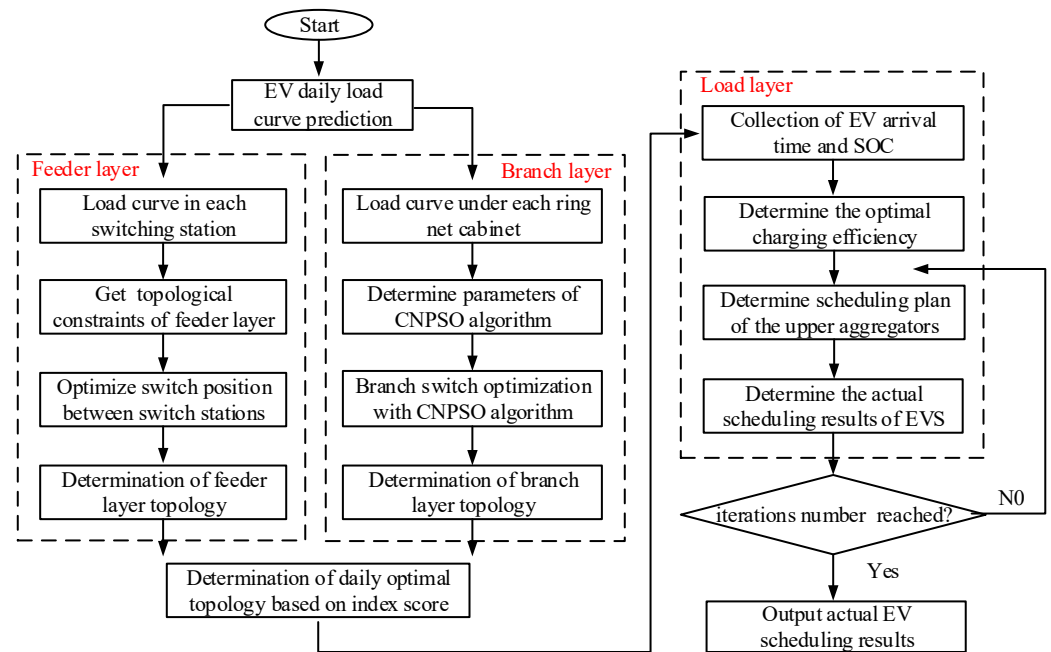 Start
EV daily load
curve prediction
Feeder layer
Load curve in each
switching station
Get topological
constraints of feeder layer
Optimize switch position
between switch stations
Determination of feeder
layer topology
Branch layer
Load curve under each ring
net cabinet
Determine parameters of
CNPSO algorithm
Branch switch optimization
with CNPSO algorithm
Determination of branch
layer topology
Determination of daily optimal
topology based on index score
Load layer
Collection of EV arrival
time and SOC
Determine the optimal
charging efficiency
Determine scheduling plan
of the upper aggregators
Determine the actual
scheduling results of EVS
iterations number reached?
N0
Yes
Output actual EV
scheduling results